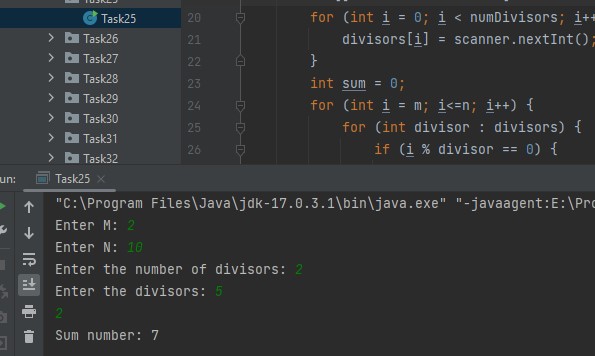 Task25
Task26
Task27
Task28
Task29
Task30
Task31
Task32
20 for (int i = 0; i < numDivisors; i++
21 divisors[i] = scanner.nextInt();
22 }
23 int sum = 0;
24 for (int i = m; i<=n; i++) {
25 for (int divisor : divisors) {
26 if (i % divisor == 0) {
un: Task25 ×
"C:\Program Files\Java\jdk-17.0.3.1\bin\java.exe" "-javaagent:E:\Pro
Enter M: 2
Enter N: 10
Enter the number of divisors: 2
Enter the divisors: 5
2
Sum number: 7